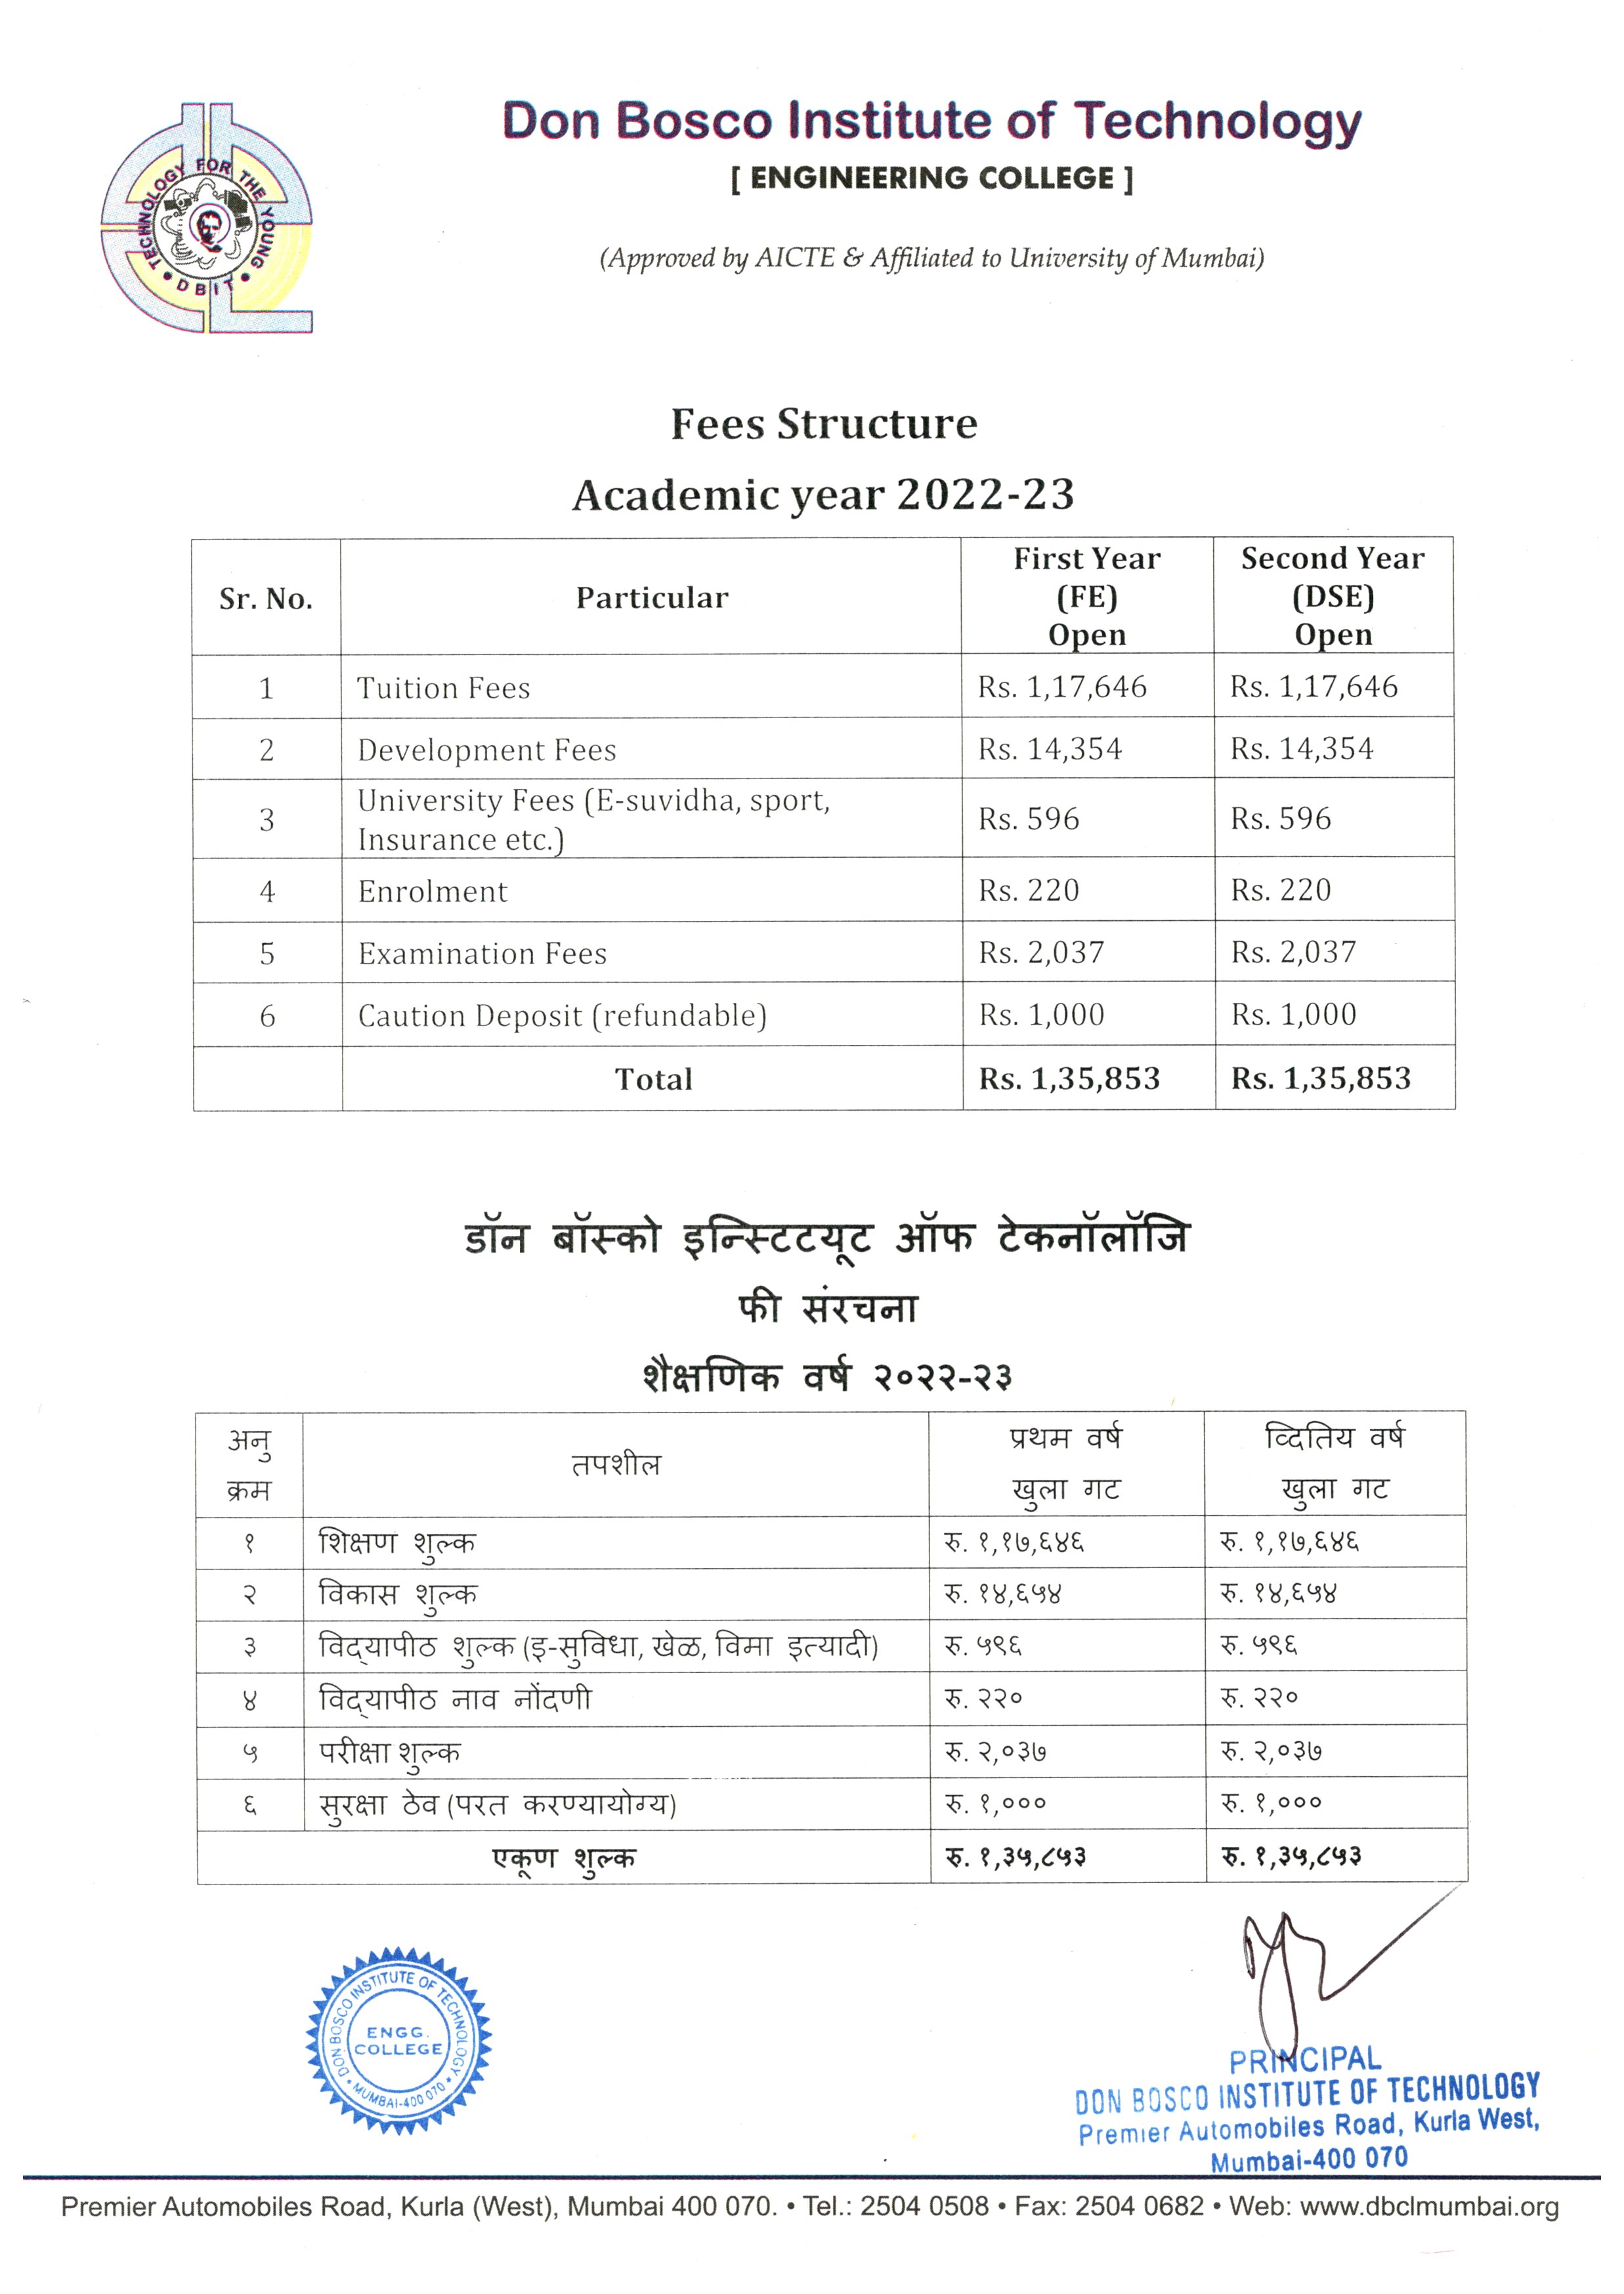 TECHNOLOGY FOR THE YOUNG
• DBIT •
Don Bosco Institute of Technology
[ ENGINEERING COLLEGE ]
(Approved by AICTE & Affiliated to University of Mumbai)
Fees Structure
Academic year 2022-23
Sr. No. Particular First Year (FE) Open Second Year (DSE) Open
1 Tuition Fees Rs. 1,17,646 Rs. 1,17,646
2 Development Fees Rs. 14,354 Rs. 14,354
3 University Fees (E-suvidha, sport, Insurance etc.) Rs. 596 Rs. 596
4 Enrolment Rs. 220 Rs. 220
5 Examination Fees Rs. 2,037 Rs. 2,037
6 Caution Deposit (refundable) Rs. 1,000 Rs. 1,000
Total Rs. 1,35,853 Rs. 1,35,853
डॉन बॉस्को इन्स्टिटयूट ऑफ टेकनॉलॉजि
फी संरचना
शैक्षणिक वर्ष २०२२-२३
अनु क्रम तपशील प्रथम वर्ष खुला गट व्दितिय वर्ष खुला गट
१ शिक्षण शुल्क रु. १,१७,६४६ रु. १,१७,६४६
२ विकास शुल्क रु. १४,६५४ रु. १४,६५४
३ विद्‌यापीठ शुल्क (इ-सुविधा, खेळ, विमा इत्यादी) रु. ५९६ रु. ५९६
४ विद्‌यापीठ नाव नोंदणी रु. २२० रु. २२०
५ परीक्षा शुल्क रु. २,०३७ रु. २,०३७
६ सुरक्षा ठेव (परत करण्यायोग्य) रु. १,००० रु. १,०००
एकूण शुल्क रु. १,३५,८५३ रु. १,३५,८५३
DON BOSCO INSTITUTE OF TECHNOLOGY
ENGG.
COLLEGE
• MUMBAI-400 070 •
PRINCIPAL
DON BOSCO INSTITUTE OF TECHNOLOGY
Premier Automobiles Road, Kurla West,
Mumbai-400 070
Premier Automobiles Road, Kurla (West), Mumbai 400 070. • Tel.: 2504 0508 • Fax: 2504 0682 • Web: www.dbclmumbai.org